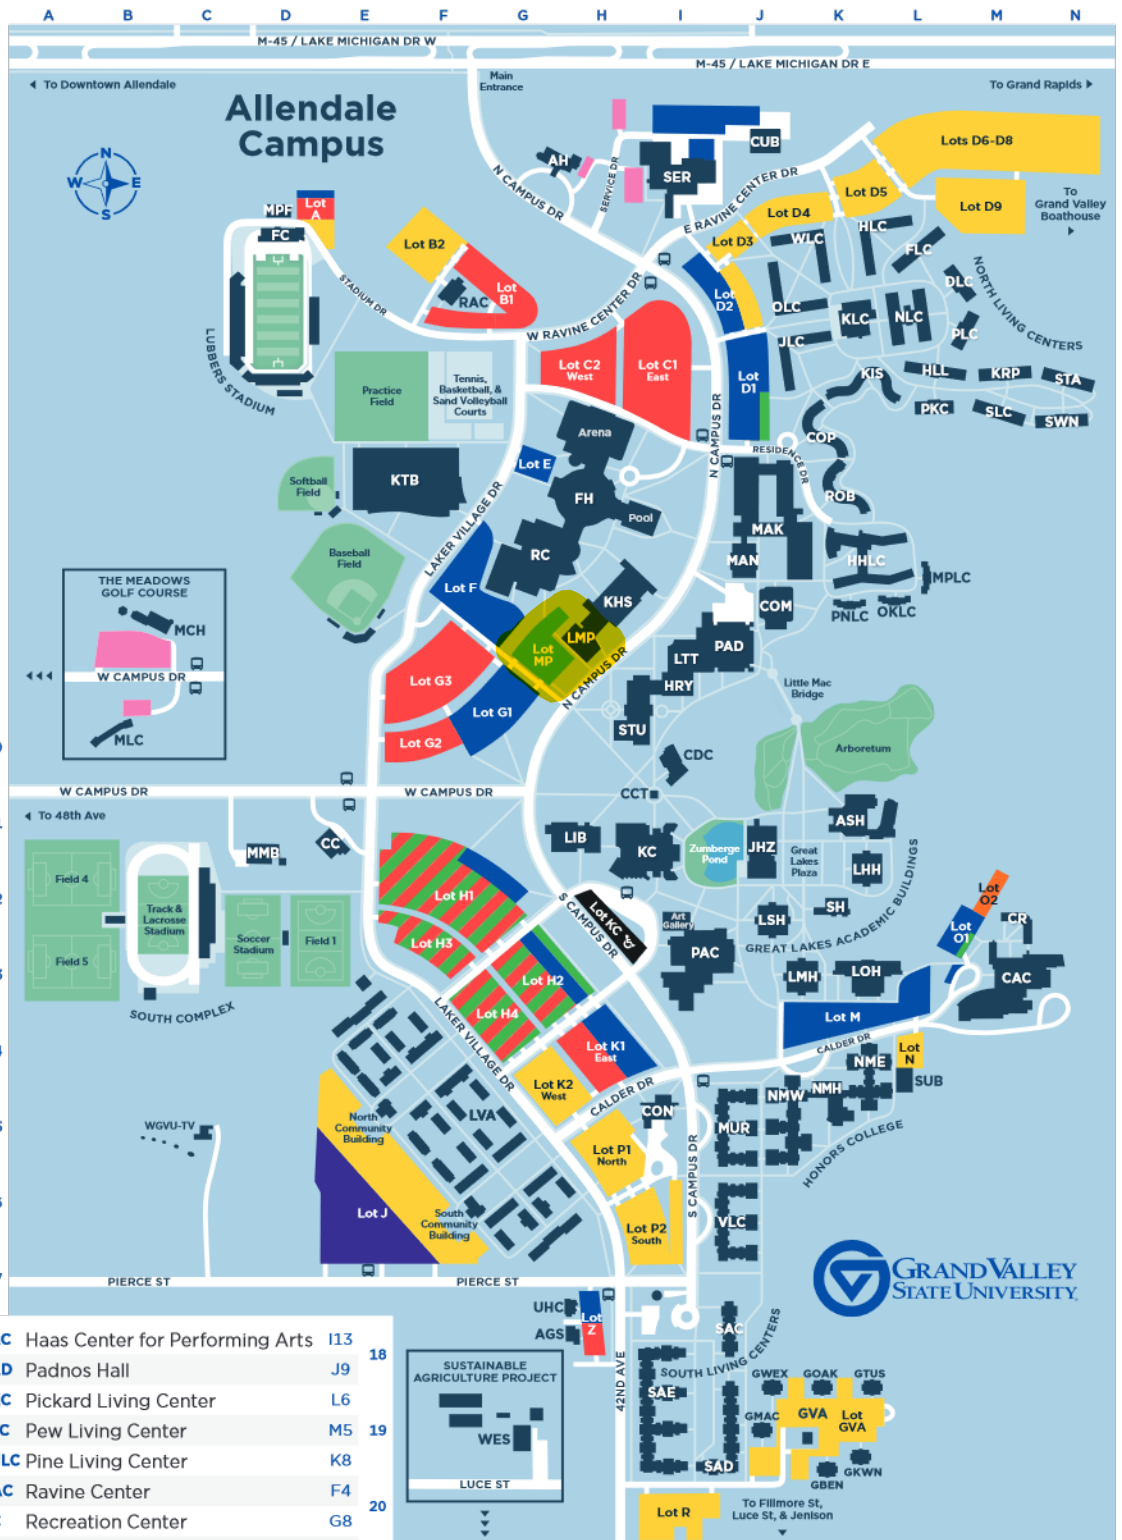 A B C D E F G H I J K L M N
M-45 / LAKE MICHIGAN DR W
M-45 / LAKE MICHIGAN DR E
To Downtown Allendale
Main
Entrance
To Grand Rapids
Allendale
Campus
N
W E
S
Lots D6-D8
CUB
AH
SER
SERVICE DR
N CAMPUS DR
E RAVINE CENTER DR
Lot D5
Lot D9
To
Grand Valley
Boathouse
Lot D4
Lot D3
MPF
Lot
A
FC
Lot B2
Lot
B1
RAC
STADIUM DR
W RAVINE CENTER DR
WLC
HLC
FLC
DLC
NORTH LIVING CENTERS
Lot
D2
OLC
KLC
NLC
PLC
JLC
LUBBERS STADIUM
Practice
Field
Tennis,
Basketball, &
Sand Volleyball
Courts
Lot C2
West
Lot C1
East
Lot
D1
KIS
HLL
KRP
STA
PKC
SLC
SWN
N CAMPUS DR
RESIDENCE DR
COP
Arena
Lot E
KTB
Softball
Field
FH
Pool
ROB
MAK
LAKER VILLAGE DR
Baseball
Field
RC
MAN
HHLC
MPLC
Lot F
KHS
COM
PNLC
OKLC
THE MEADOWS
GOLF COURSE
MCH
W CAMPUS DR
MLC
LMP
Lot
MP
N CAMPUS DR
PAD
LTT
HRY
Little Mac
Bridge
Lot G3
Lot G1
Lot G2
STU
CDC
Arboretum
CCT
W CAMPUS DR
W CAMPUS DR
To 48th Ave
MMB
CC
LIB
KC
Zumberge
Pond
JHZ
Great
Lakes
Plaza
ASH
LHH
Field 4
Track &
Lacrosse
Stadium
Soccer
Stadium
Field 1
Field 5
SOUTH COMPLEX
Lot H1
Lot H3
Lot H2
Lot H4
S CAMPUS DR
Lot KC
Art
Gallery
PAC
LSH
SH
GREAT LAKES ACADEMIC BUILDINGS
LMH
LOH
Lot
O2
Lot
O1
CR
CAC
Lot M
CALDER DR
Lot
N
NME
SUB
NMH
NMW
MUR
HONORS COLLEGE
LAKER VILLAGE DR
Lot K1
East
Lot K2
West
CALDER DR
CON
Lot P1
North
S CAMPUS DR
Lot P2
South
VLC
LVA
North
Community
Building
South
Community
Building
Lot J
WGVU-TV
PIERCE ST
PIERCE ST
GRAND VALLEY
STATE UNIVERSITY
UHC
AGS
Lot
Z
42ND AVE
SAC
SOUTH LIVING CENTERS
SAE
SAD
GWEX
GOAK
GTUS
GMAC
GVA
Lot
GVA
GBEN
GKWN
SUSTAINABLE
AGRICULTURE PROJECT
WES
LUCE ST
Lot R
To Fillmore St,
Luce St, & Jenison
C Haas Center for Performing Arts I13
D Padnos Hall J9
C Pickard Living Center L6
C Pew Living Center M5
LC Pine Living Center K8
C Ravine Center F4
Recreation Center G8
18
19
20